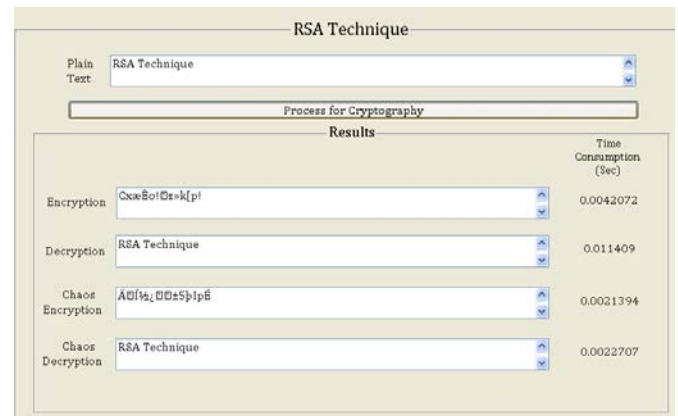 RSA Technique
Plain
Text
RSA Technique
Process for Cryptography
Results
Time
Consumption
(Sec)
Encryption
0.0042072
Decryption
RSA Technique
0.011409
Chaos
Encryption
0.0021394
Chaos
Decryption
RSA Technique
0.0022707